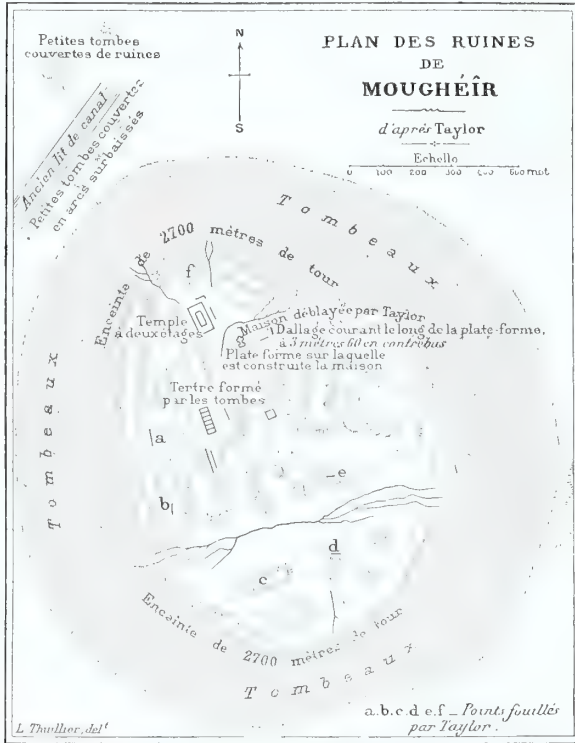 Petites tombes
couvertes de ruines
N
S
PLAN DES RUINES
DE
MOUGHÉÎR
d'après Taylor
Echelle
0 100 200 300 400 500 600 mèt.
Ancien lit de canal
Petites tombes couvertes
en arcs surbaissés
Tombeaux
Enceinte de 2700 mètres de tour
f
Temple
à deux étages
Maison déblayée par Taylor
Dallage courant le long de la plate-forme,
à 3 mètres 60 en contrebas
Plate forme sur laquelle
est construite la maison
Tertre formé
par les tombes
Tombeaux
a
e
b
d
c
Enceinte de 2700 mètres de tour
Tombeaux
a.b.c.d.e.f _ Points fouillés
par Taylor.
L. Thuillier, delt